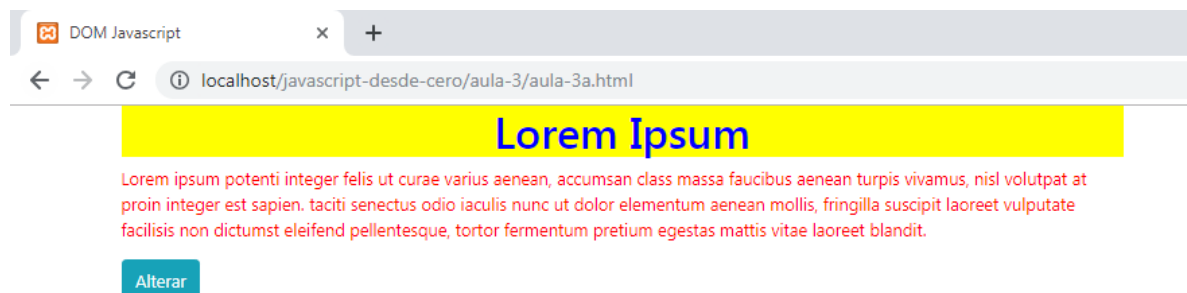 DOM Javascript
localhost/javascript-desde-cero/aula-3/aula-3a.html
Lorem Ipsum
Lorem ipsum potenti integer felis ut curae varius aenean, accumsan class massa faucibus aenean turpis vivamus, nisl volutpat at
proin integer est sapien. taciti senectus odio iaculis nunc ut dolor elementum aenean mollis, fringilla suscipit laoreet vulputate
facilisis non dictumst eleifend pellentesque, tortor fermentum pretium egestas mattis vitae laoreet blandit.
Alterar